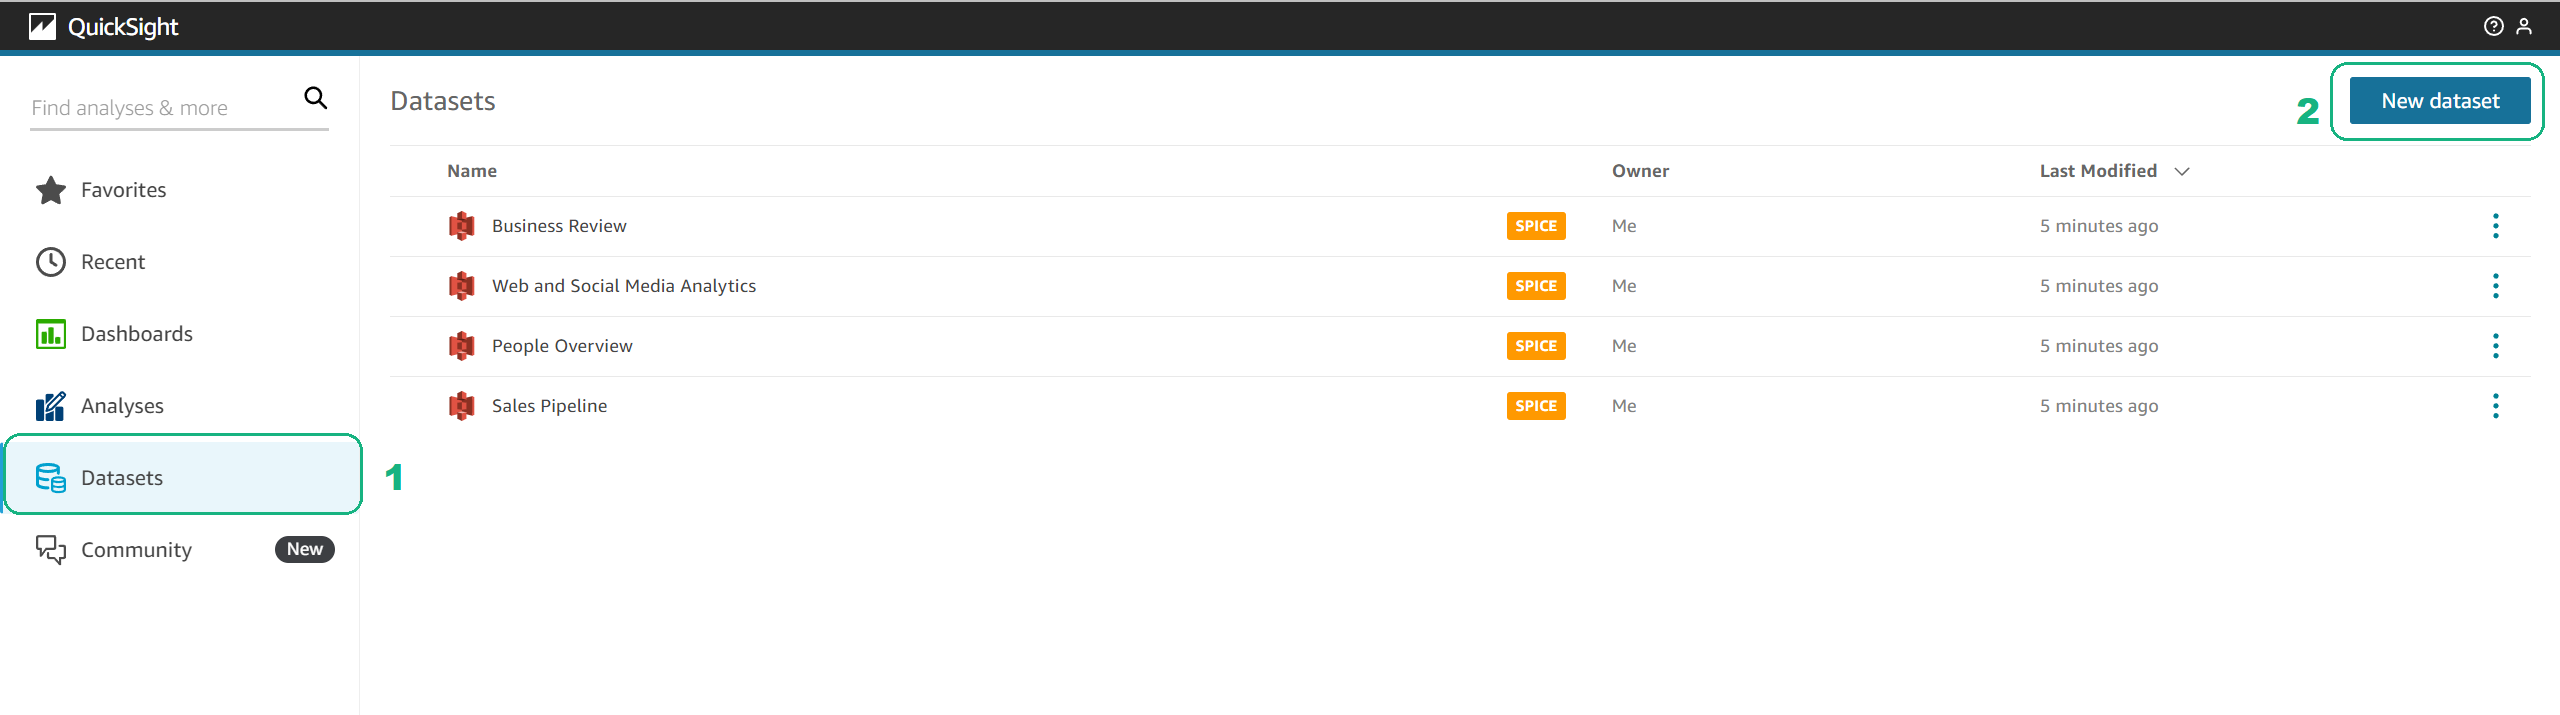 QuickSight
Find analyses & more
Favorites
Recent
Dashboards
Analyses
Datasets
1
Community New
Datasets
2 New dataset
Name Owner Last Modified
Business Review SPICE Me 5 minutes ago
Web and Social Media Analytics SPICE Me 5 minutes ago
People Overview SPICE Me 5 minutes ago
Sales Pipeline SPICE Me 5 minutes ago